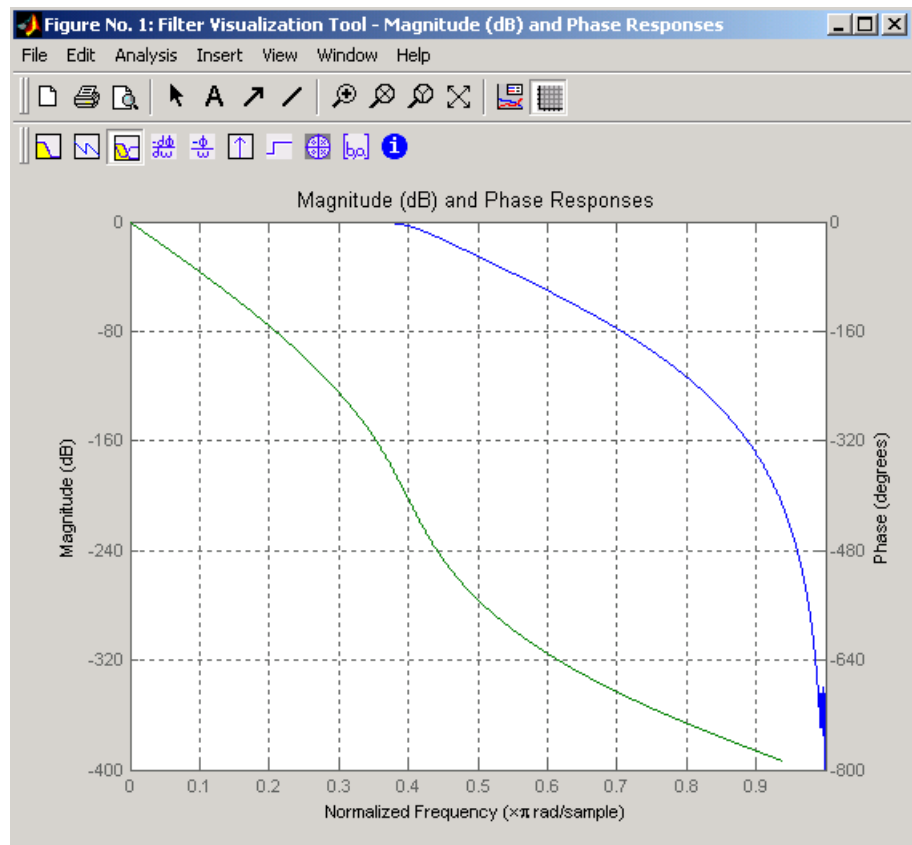 Figure No. 1: Filter Visualization Tool - Magnitude (dB) and Phase Responses
File Edit Analysis Insert View Window Help
A
dΦ
dω
-Φ
ω
[b,a]
i
Magnitude (dB) and Phase Responses
0
-80
-160
-240
-320
-400
Magnitude (dB)
0
-160
-320
-480
-640
-800
Phase (degrees)
0 0.1 0.2 0.3 0.4 0.5 0.6 0.7 0.8 0.9
Normalized Frequency (×π rad/sample)